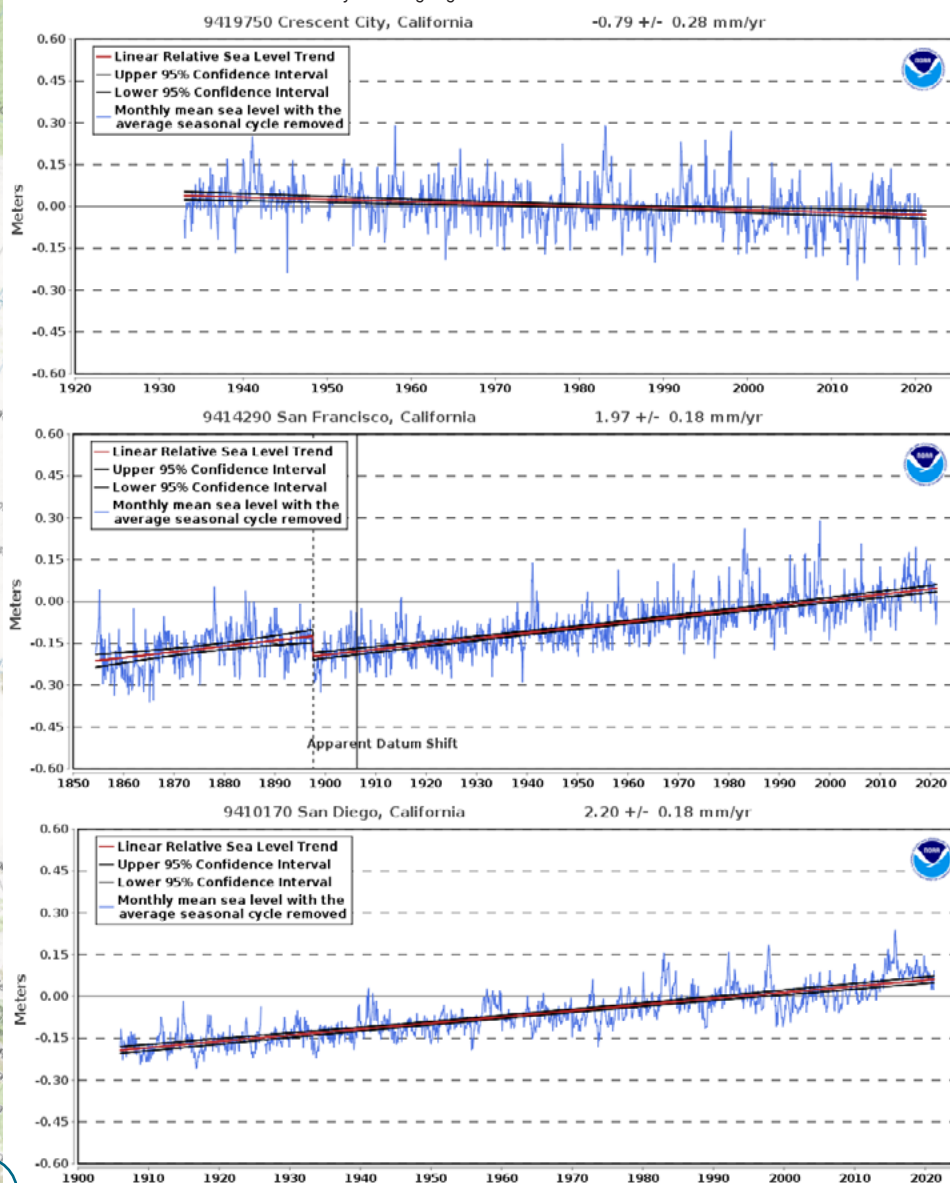 9419750 Crescent City, California -0.79 +/- 0.28 mm/yr
0.60
0.45
0.30
0.15
0.00
-0.15
-0.30
-0.45
-0.60
Meters
Linear Relative Sea Level Trend
Upper 95% Confidence Interval
Lower 95% Confidence Interval
Monthly mean sea level with the
average seasonal cycle removed
noaa
1920 1930 1940 1950 1960 1970 1980 1990 2000 2010 2020
9414290 San Francisco, California 1.97 +/- 0.18 mm/yr
0.60
0.45
0.30
0.15
0.00
-0.15
-0.30
-0.45
-0.60
Meters
Linear Relative Sea Level Trend
Upper 95% Confidence Interval
Lower 95% Confidence Interval
Monthly mean sea level with the
average seasonal cycle removed
noaa
Apparent Datum Shift
1850 1860 1870 1880 1890 1900 1910 1920 1930 1940 1950 1960 1970 1980 1990 2000 2010 2020
9410170 San Diego, California 2.20 +/- 0.18 mm/yr
0.60
0.45
0.30
0.15
0.00
-0.15
-0.30
-0.45
-0.60
Meters
Linear Relative Sea Level Trend
Upper 95% Confidence Interval
Lower 95% Confidence Interval
Monthly mean sea level with the
average seasonal cycle removed
noaa
1900 1910 1920 1930 1940 1950 1960 1970 1980 1990 2000 2010 2020